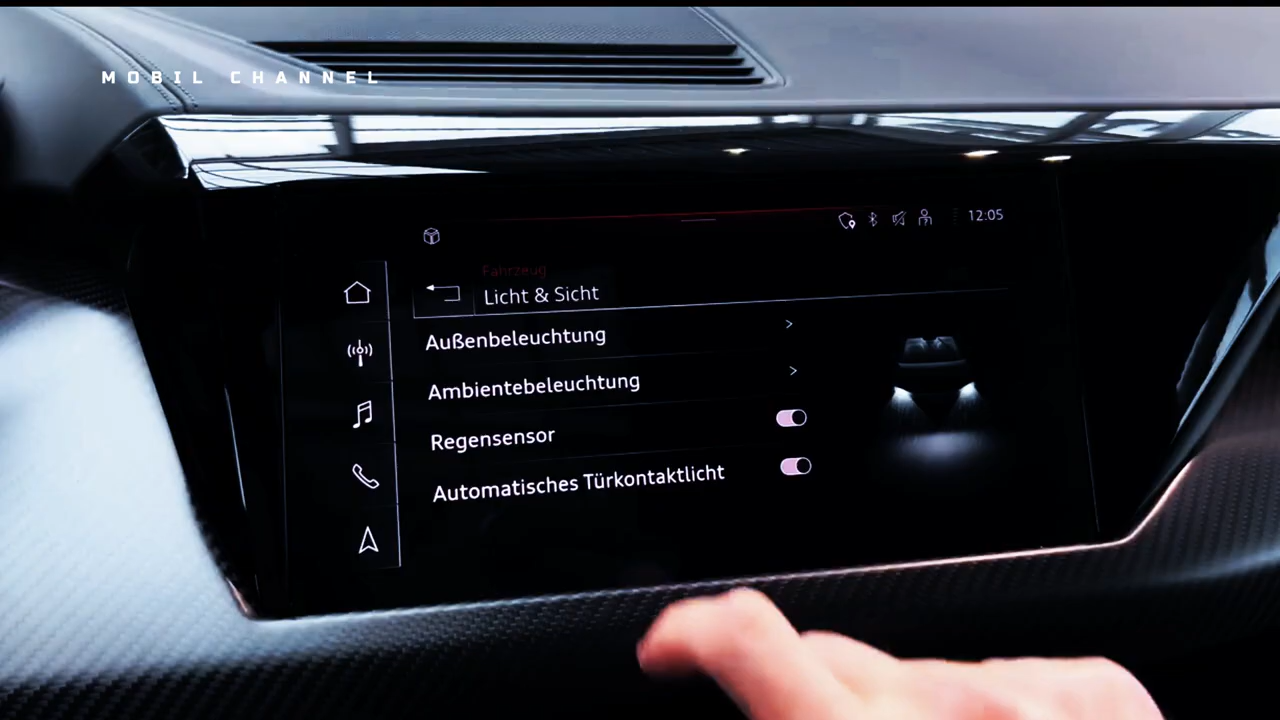 MOBIL CHANNEL
12:05
Fahrzeug
Licht & Sicht
Außenbeleuchtung
Ambientebeleuchtung
Regensensor
Automatisches Türkontaktlicht